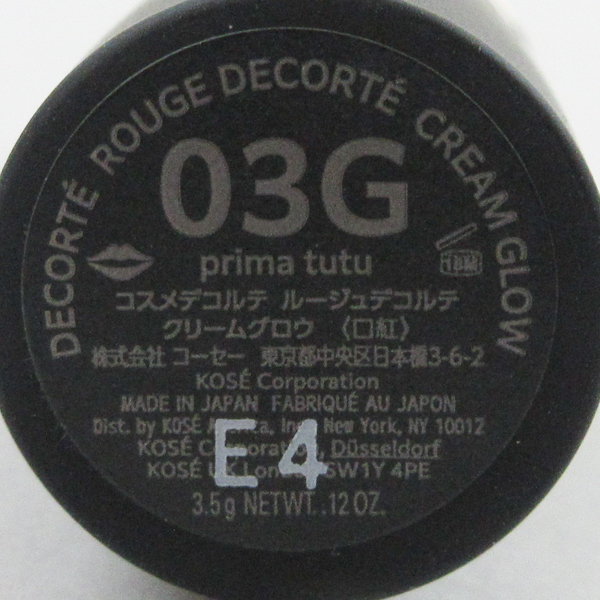 DECORTÉ ROUGE DECORTÉ CREAM GLOW
03G
prima tutu
18M
コスメデコルテ ルージュデコルテ
クリームグロウ 〈口紅〉
株式会社 コーセー 東京都中央区日本橋3-6-2
KOSÉ Corporation
MADE IN JAPAN FABRIQUÉ AU JAPON
Dist. by KOSÉ New York, NY 10012
KOSÉ Düsseldorf
KOSÉ SW1Y 4PE
E4
3.5g NETWT. .12 OZ.